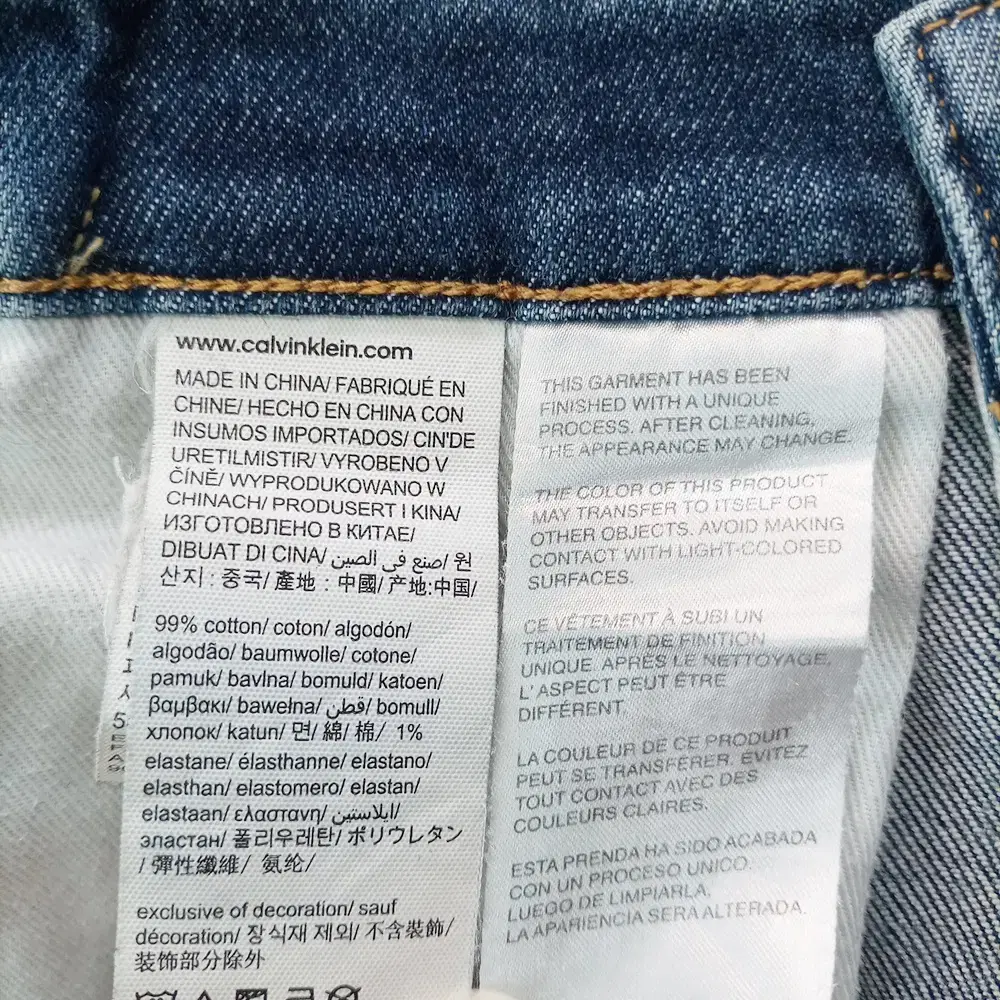 www.calvinklein.com
MADE IN CHINA/ FABRIQUÉ EN
CHINE/ HECHO EN CHINA CON
INSUMOS IMPORTADOS/ CIN'DE
URETILMISTIR/ VYROBENO V
ČÍNĚ/ WYPRODUKOWANO W
CHINACH/ PRODUSERT I KINA/
ИЗГОТОВЛЕНО В КИТАЕ/
DIBUAT DI CINA/ صنع في الصين/ 원
산지 : 중국/ 產地 : 中國/ 产地:中国/
99% cotton/ coton/ algodón/
algodão/ baumwolle/ cotone/
pamuk/ bavlna/ bomuld/ katoen/
βαμβακι/ bawełna/ قطن/ bomull/
хлопок/ katun/ 면/ 綿/ 棉/ 1%
elastane/ élasthanne/ elastano/
elasthan/ elastomero/ elastan/
elastaan/ ελαστανη/ ايلاستين/
эластан/ 폴리우레탄/ ポリウレタン
/ 彈性纖維/ 氨纶/
exclusive of decoration/ sauf
décoration/ 장식재 제외/ 不含裝飾/
装饰部分除外
THIS GARMENT HAS BEEN
FINISHED WITH A UNIQUE
PROCESS. AFTER CLEANING,
THE APPEARANCE MAY CHANGE.
THE COLOR OF THIS PRODUCT
MAY TRANSFER TO ITSELF OR
OTHER OBJECTS. AVOID MAKING
CONTACT WITH LIGHT-COLORED
SURFACES.
CE VÊTEMENT À SUBI UN
TRAITEMENT DE FINITION
UNIQUE. APRÈS LE NETTOYAGE,
L'ASPECT PEUT ÊTRE
DIFFÉRENT.
LA COULEUR DE CE PRODUIT
PEUT SE TRANSFÉRER. ÉVITEZ
TOUT CONTACT AVEC DES
COULEURS CLAIRES.
ESTA PRENDA HA SIDO ACABADA
CON UN PROCESO UNICO.
LUEGO DE LIMPIARLA,
LA APARIENCIA SERA ALTERADA.